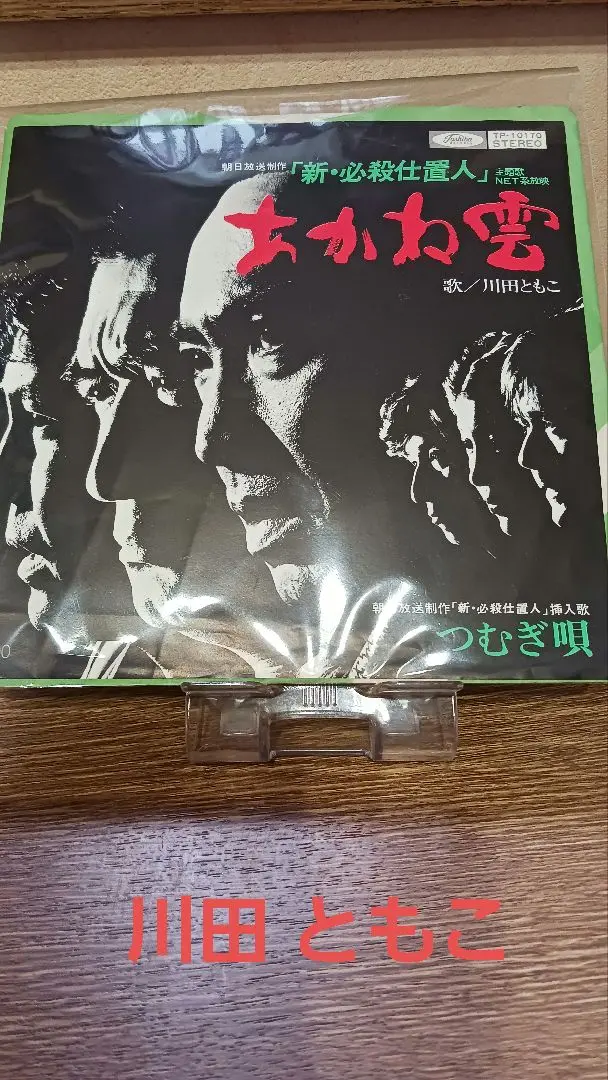 Toshiba
TP-10170
STEREO
朝日放送制作「新・必殺仕置人」主題歌
NET系放映
あかね雲
歌／川田ともこ
朝日放送制作「新・必殺仕置人」挿入歌
つむぎ唄
川田 ともこ